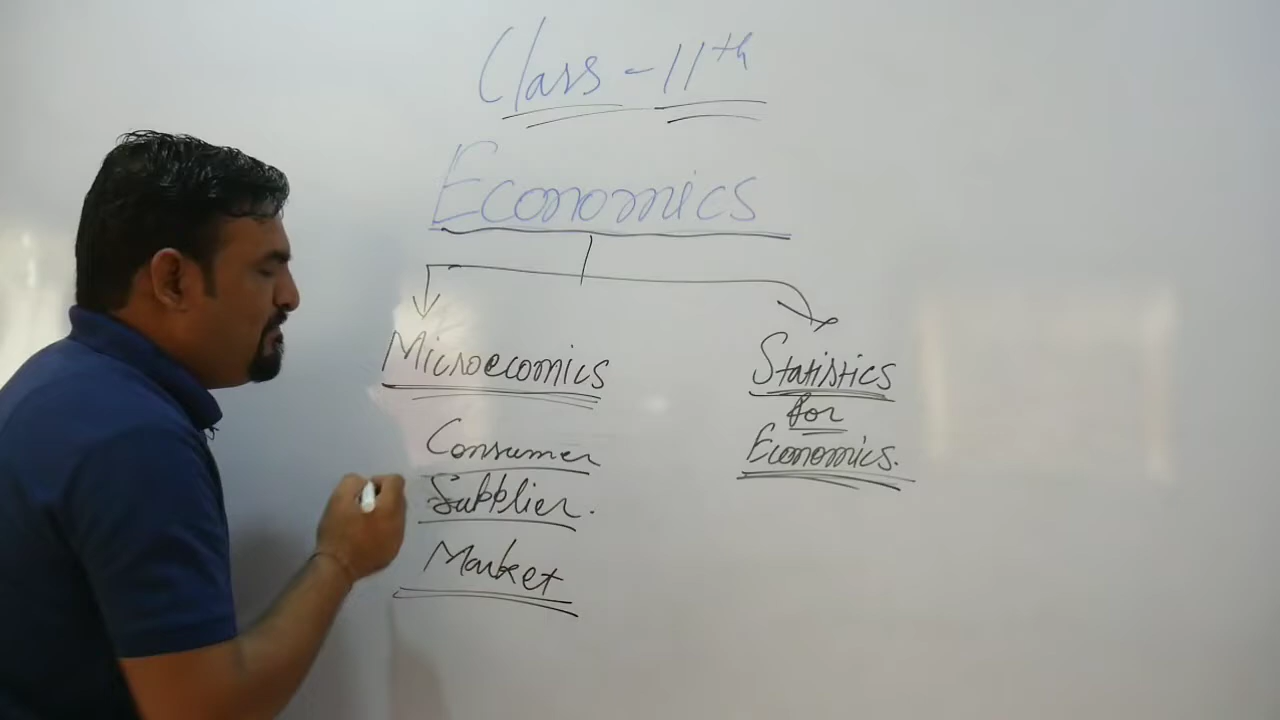 Class - 11th
Economics
Microecomics
Statistics
for
Economics.
Consumer
Supplier.
Market